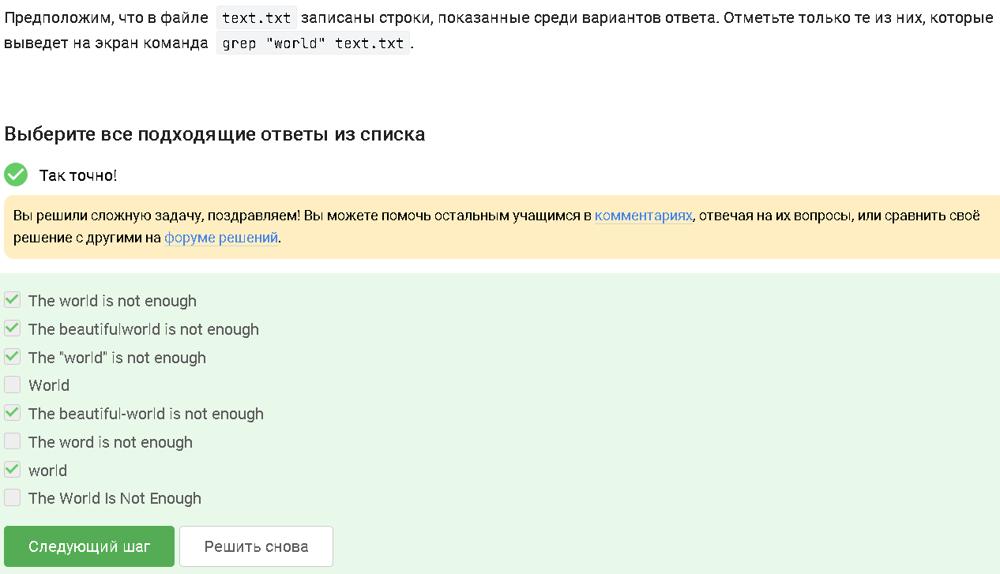 Предположим, что в файле text.txt записаны строки, показанные среди вариантов ответа. Отметьте только те из них, которые
выведет на экран команда grep "world" text.txt.
Выберите все подходящие ответы из списка
Так точно!
Вы решили сложную задачу, поздравляем! Вы можете помочь остальным учащимся в комментариях, отвечая на их вопросы, или сравнить своё
решение с другими на форуме решений.
The world is not enough
The beautifulworld is not enough
The "world" is not enough
World
The beautiful-world is not enough
The word is not enough
world
The World Is Not Enough
Следующий шаг Решить снова